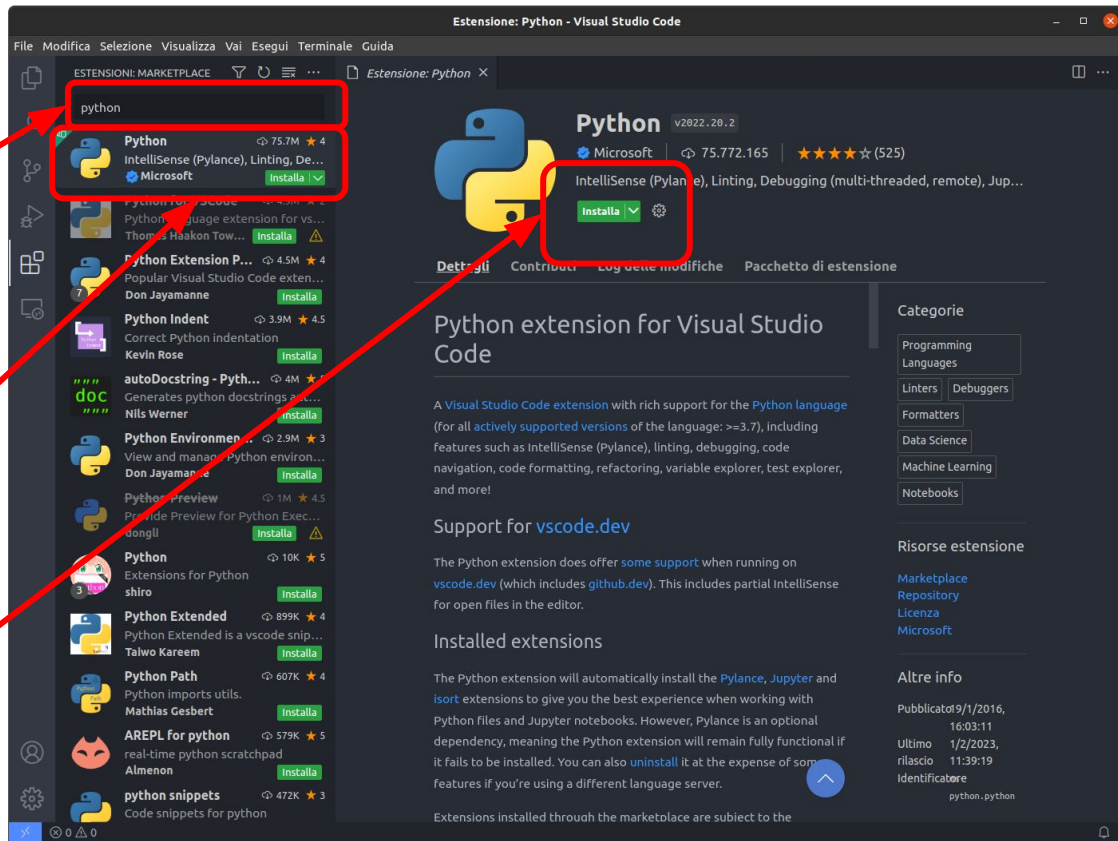 Estensione: Python - Visual Studio Code
File Modifica Selezione Visualizza Vai Esegui Terminale Guida
ESTENSIONI: MARKETPLACE
Estensione: Python
python
Python 75.7M 4
IntelliSense (Pylance), Linting, De...
Microsoft Installa
Python for VSCode 4.9M 2
Python language extension for vs...
Thomas Haakon Tow... Installa
Python Extension P... 4.5M 4
Popular Visual Studio Code exten...
7
Don Jayamanne Installa
Python Indent 3.9M 4.5
Correct Python indentation
Kevin Rose Installa
autoDocstring - Pyth... 4M
Generates python docstrings aut...
Nils Werner Installa
Python Environmen... 2.9M 3
View and manage Python environ...
Don Jayamanne Installa
Python Preview 1M 4.5
Provide Preview for Python Exec...
dongli Installa
Python 10K 5
Extensions for Python
3
shiro Installa
Python Extended 899K 4
Python Extended is a vscode snip...
Taiwo Kareem Installa
Python Path 607K 4
Python imports utils.
Mathias Gesbert Installa
AREPL for python 579K 5
real-time python scratchpad
Almenon Installa
python snippets 472K 3
Code snippets for python
0 0
Python v2022.20.2
Microsoft 75.772.165 (525)
IntelliSense (Pylance), Linting, Debugging (multi-threaded, remote), Jup...
Installa
Dettagli Contributi Log delle modifiche Pacchetto di estensione
Python extension for Visual Studio
Code
A Visual Studio Code extension with rich support for the Python language
(for all actively supported versions of the language: >=3.7), including
features such as IntelliSense (Pylance), linting, debugging, code
navigation, code formatting, refactoring, variable explorer, test explorer,
and more!
Support for vscode.dev
The Python extension does offer some support when running on
vscode.dev (which includes github.dev). This includes partial IntelliSense
for open files in the editor.
Installed extensions
The Python extension will automatically install the Pylance, Jupyter and
isort extensions to give you the best experience when working with
Python files and Jupyter notebooks. However, Pylance is an optional
dependency, meaning the Python extension will remain fully functional if
it fails to be installed. You can also uninstall it at the expense of some
features if you're using a different language server.
Extensions installed through the marketplace are subject to the
Categorie
Programming
Languages
Linters Debuggers
Formatters
Data Science
Machine Learning
Notebooks
Risorse estensione
Marketplace
Repository
Licenza
Microsoft
Altre info
Pubblicato 19/1/2016,
16:03:11
Ultimo 1/2/2023,
rilascio 11:39:19
Identificatore
python.python